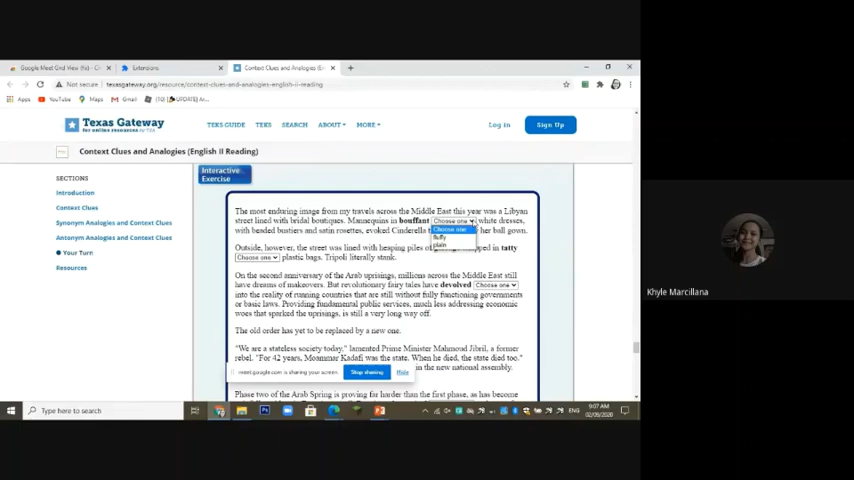 Google Meet Grid View (fix) - C
Extensions
Context Clues and Analogies (E
Not secure
texasgateway.org/resource/context-clues-and-analogies-english-ii-reading
Apps
YouTube
Maps
Gmail
Texas Gateway
for online resources by TEA
TEKS GUIDE
TEKS
SEARCH
ABOUT
MORE
Log in
Sign Up
Context Clues and Analogies (English II Reading)
SECTIONS
Introduction
Context Clues
Synonym Analogies and Context Clues
Antonym Analogies and Context Clues
Your Turn
Resources
Interactive
Exercise
The most enduring image from my travels across the Middle East this year was a Libyan
street lined with bridal boutiques. Mannequins in bouffant Choose one white dresses,
with beaded bustiers and satin rosettes, evoked Cinderella her ball gown.
Choose one
fluffy
plain
Outside, however, the street was lined with heaping piles of in tatty
Choose one plastic bags. Tripoli literally stank.
On the second anniversary of the Arab uprisings, millions across the Middle East still
have dreams of makeovers. But revolutionary fairy tales have devolved Choose one
into the reality of running countries that are still without fully functioning governments
or basic laws. Providing fundamental public services, much less addressing economic
woes that sparked the uprisings, is still a very long way off.
The old order has yet to be replaced by a new one.
"We are a stateless society today," lamented Prime Minister Mahmoud Jibril, a former
rebel. "For 42 years, Moammar Kadafi was the state. When he died, the state died too."
in the new national assembly.
meet.google.com is sharing your screen.
Stop sharing
Hide
Phase two of the Arab Spring is proving far harder than the first phase, as has become
Khyle Marcillana
Type here to search
ENG
9:07 AM
02/09/2020